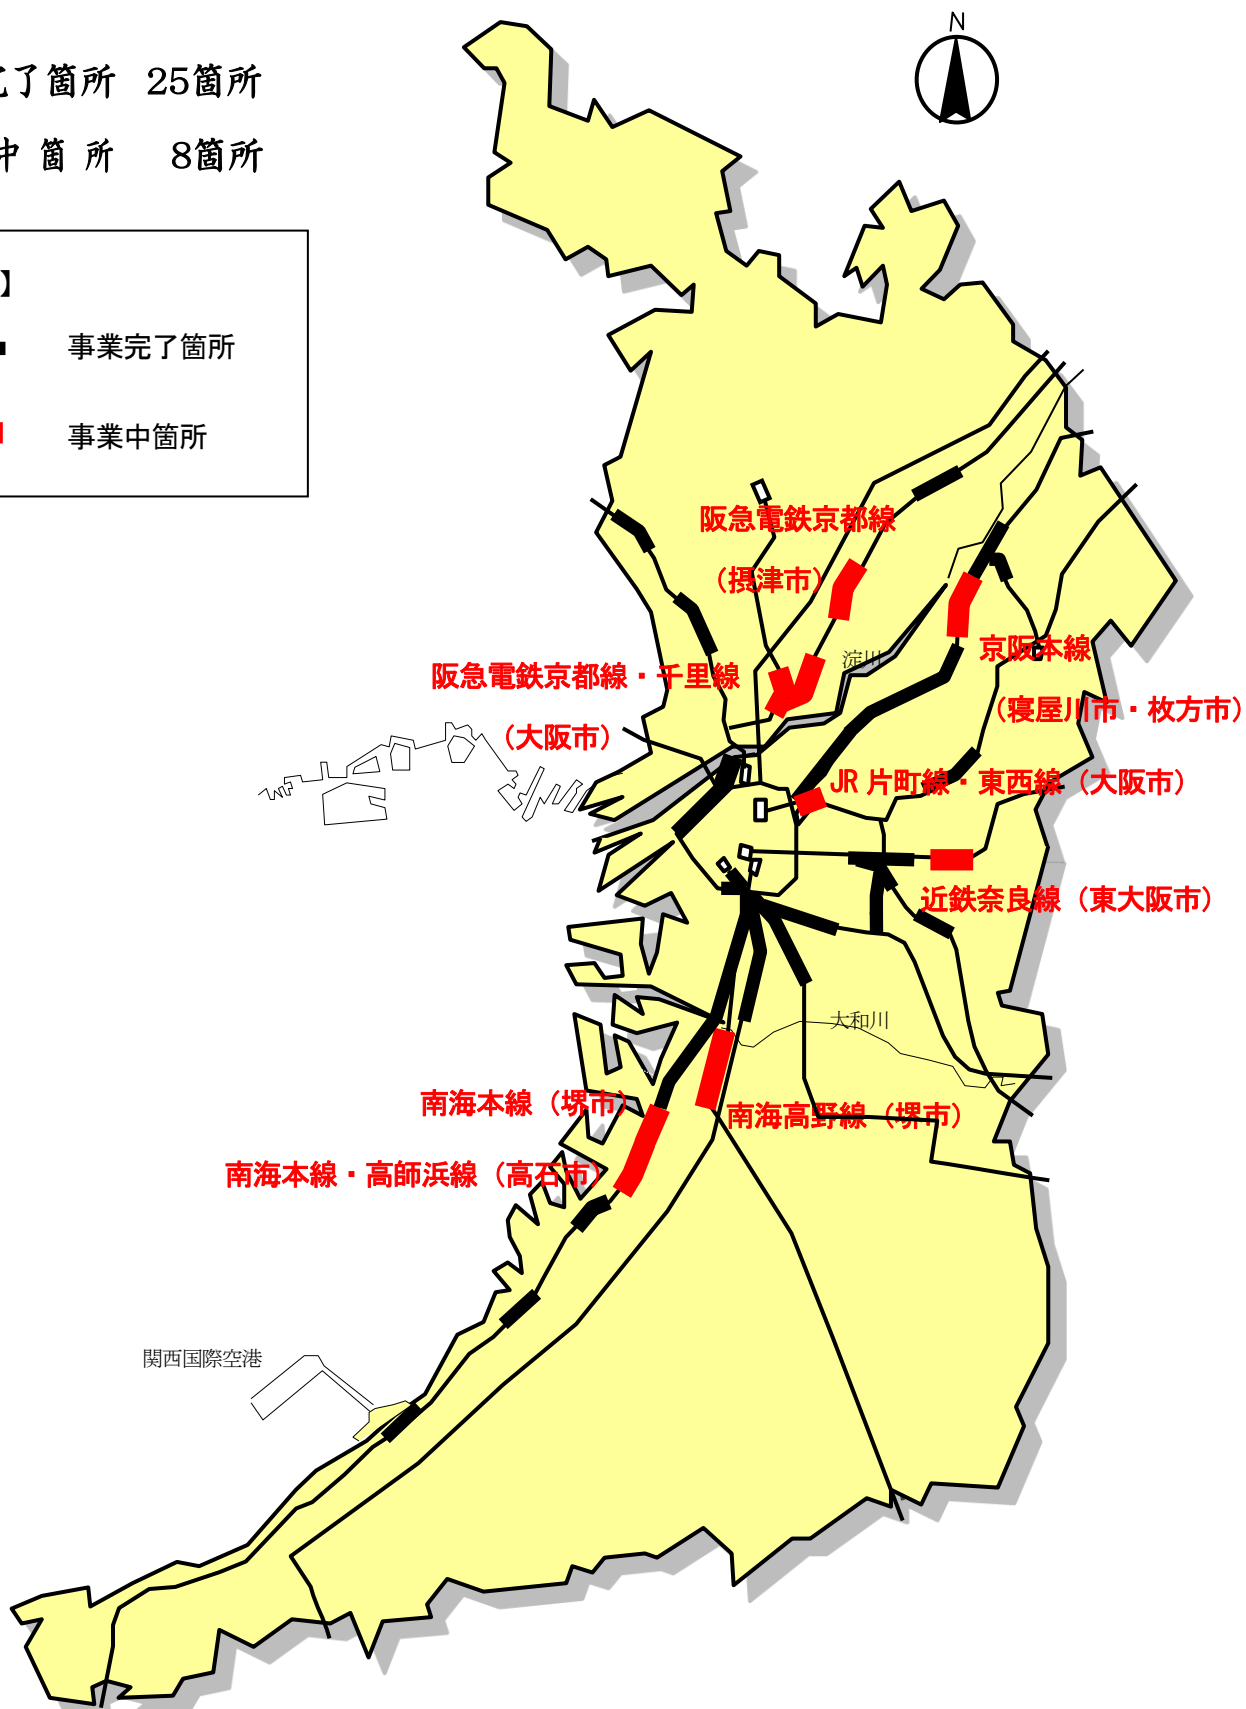 N
了箇所 25箇所
中箇所 8箇所
】
事業完了箇所
事業中箇所
阪急電鉄京都線
（摂津市）
淀川
京阪本線
（寝屋川市・枚方市）
阪急電鉄京都線・千里線
（大阪市）
JR 片町線・東西線（大阪市）
近鉄奈良線（東大阪市）
大和川
南海本線（堺市）
南海高野線（堺市）
南海本線・高師浜線（高石市）
関西国際空港